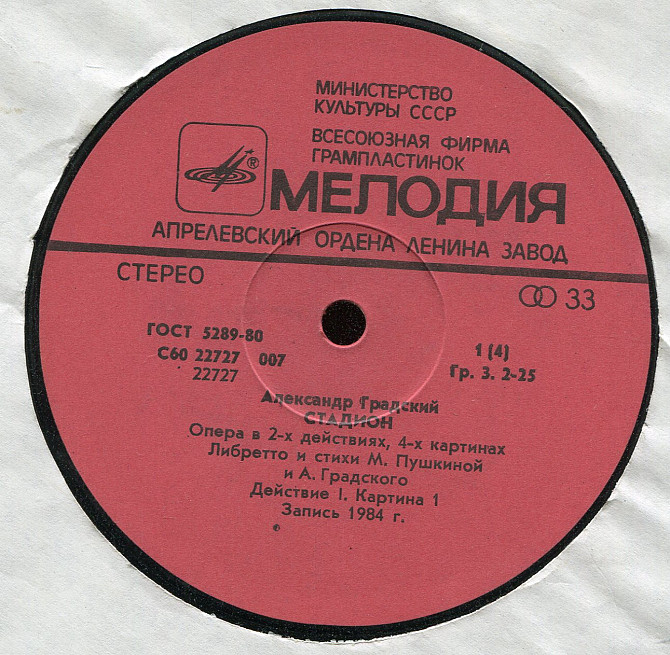 МИНИСТЕРСТВО
КУЛЬТУРЫ СССР
ВСЕСОЮЗНАЯ ФИРМА
ГРАМПЛАСТИНОК
®
МЕЛОДИЯ
АПРЕЛЕВСКИЙ ОРДЕНА ЛЕНИНА ЗАВОД
СТЕРЕО
33
ГОСТ 5289-80
С60 22727 007
22727
1 (4)
Гр. 3. 2-25
Александр Градский
СТАДИОН
Опера в 2-х действиях, 4-х картинах
Либретто и стихи М. Пушкиной
и А. Градского
Действие I. Картина 1
Запись 1984 г.